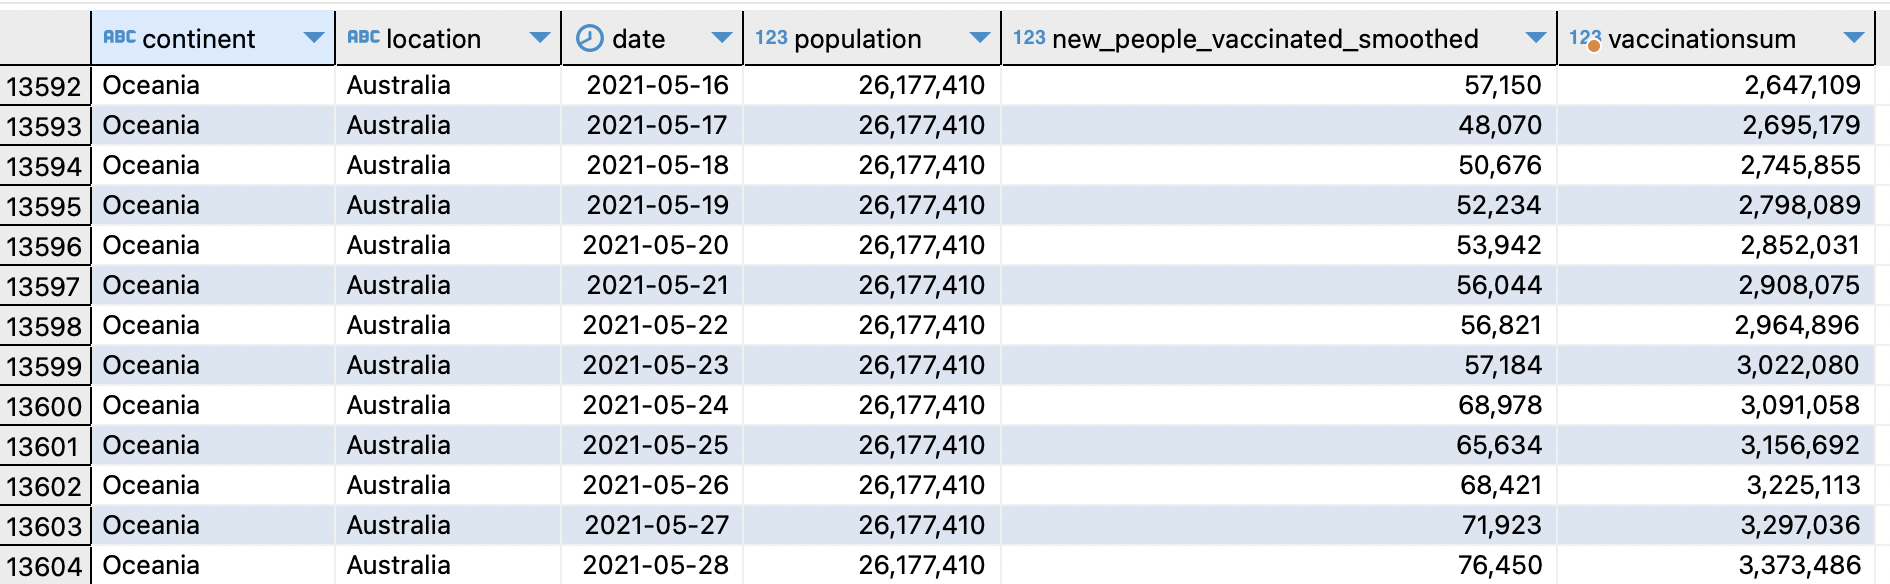 ABC continent ABC location date 123 population 123 new_people_vaccinated_smoothed 123 vaccinationsum
13592 Oceania Australia 2021-05-16 26,177,410 57,150 2,647,109
13593 Oceania Australia 2021-05-17 26,177,410 48,070 2,695,179
13594 Oceania Australia 2021-05-18 26,177,410 50,676 2,745,855
13595 Oceania Australia 2021-05-19 26,177,410 52,234 2,798,089
13596 Oceania Australia 2021-05-20 26,177,410 53,942 2,852,031
13597 Oceania Australia 2021-05-21 26,177,410 56,044 2,908,075
13598 Oceania Australia 2021-05-22 26,177,410 56,821 2,964,896
13599 Oceania Australia 2021-05-23 26,177,410 57,184 3,022,080
13600 Oceania Australia 2021-05-24 26,177,410 68,978 3,091,058
13601 Oceania Australia 2021-05-25 26,177,410 65,634 3,156,692
13602 Oceania Australia 2021-05-26 26,177,410 68,421 3,225,113
13603 Oceania Australia 2021-05-27 26,177,410 71,923 3,297,036
13604 Oceania Australia 2021-05-28 26,177,410 76,450 3,373,486